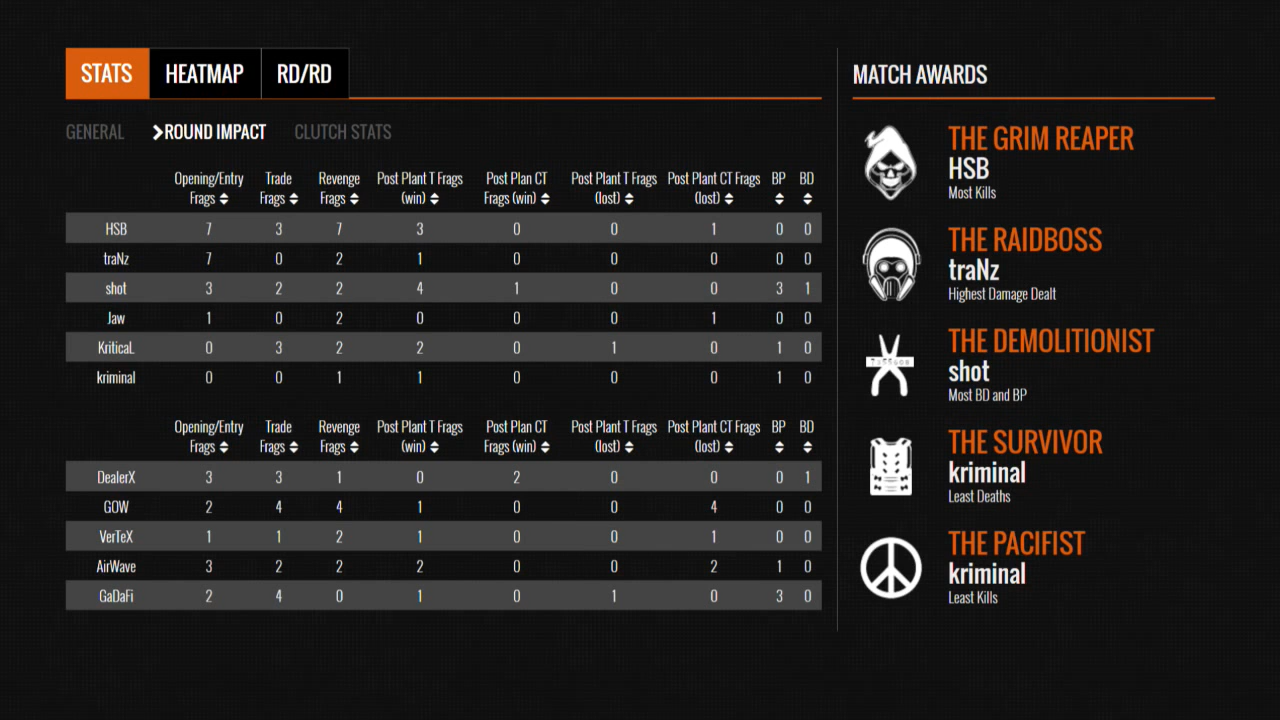 STATS HEATMAP RD/RD
GENERAL ROUND IMPACT CLUTCH STATS
Opening/Entry Frags Trade Frags Revenge Frags Post Plant T Frags (win) Post Plan CT Frags (win) Post Plant T Frags (lost) Post Plant CT Frags (lost) BP BD
HSB 7 3 7 3 0 0 1 0 0
traNz 7 0 2 1 0 0 0 0 0
shot 3 2 2 4 1 0 0 3 1
Jaw 1 0 2 0 0 0 1 0 0
KriticaL 0 3 2 2 0 1 0 1 0
kriminal 0 0 1 1 0 0 0 1 0
Opening/Entry Frags Trade Frags Revenge Frags Post Plant T Frags (win) Post Plan CT Frags (win) Post Plant T Frags (lost) Post Plant CT Frags (lost) BP BD
DealerX 3 3 1 0 2 0 0 0 1
GOW 2 4 4 1 0 0 4 0 0
VerTeX 1 1 2 1 0 0 1 0 0
AirWave 3 2 2 2 0 0 2 1 0
GaDaFi 2 4 0 1 0 1 0 3 0
MATCH AWARDS
THE GRIM REAPER
HSB
Most Kills
THE RAIDBOSS
traNz
Highest Damage Dealt
THE DEMOLITIONIST
shot
Most BD and BP
THE SURVIVOR
kriminal
Least Deaths
THE PACIFIST
kriminal
Least Kills